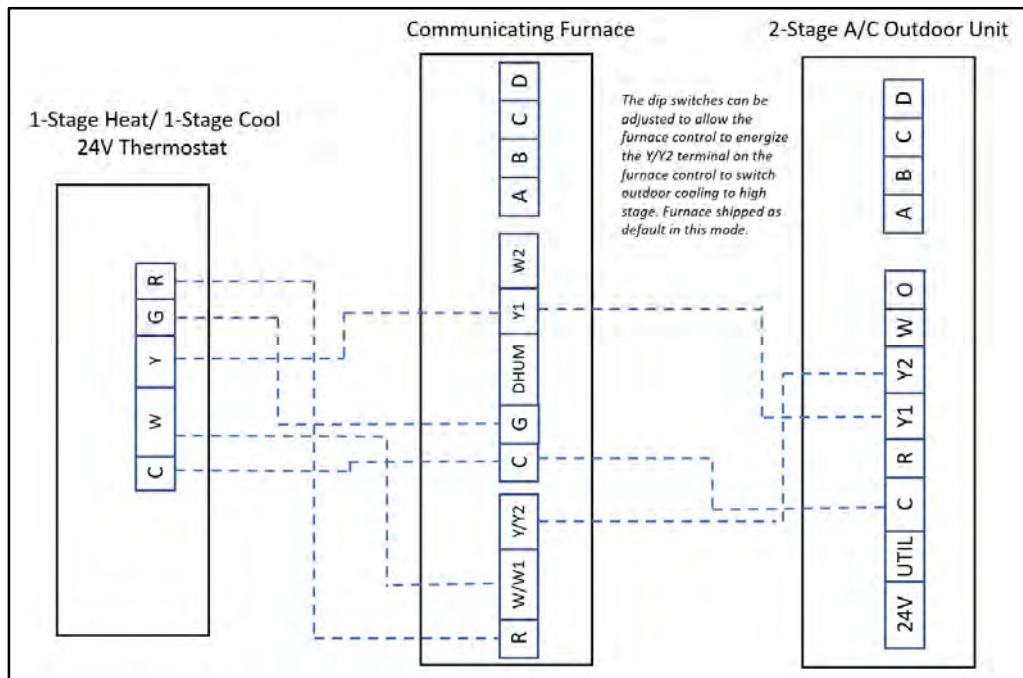 Communicating Furnace
2-Stage A/C Outdoor Unit
1-Stage Heat/ 1-Stage Cool
24V Thermostat
The dip switches can be
adjusted to allow the
furnace control to energize
the Y/Y2 terminal on the
furnace control to switch
outdoor cooling to high
stage. Furnace shipped as
default in this mode.
R
G
Y
W
C
D
C
B
A
W2
Y1
DHUM
G
C
Y/Y2
W/W1
R
D
C
B
A
O
W
Y2
Y1
R
C
UTIL
24V